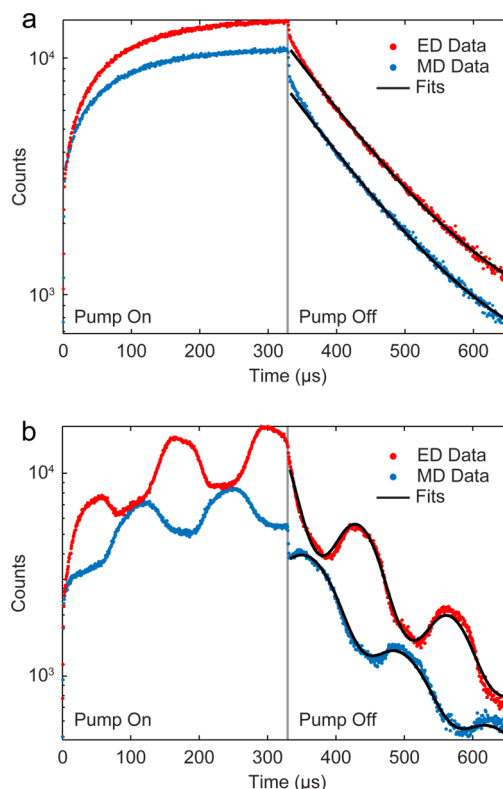 a
10⁴
10³
Counts
ED Data
MD Data
Fits
Pump On
Pump Off
0
100
200
300
400
500
600
Time (µs)
b
10⁴
10³
Counts
ED Data
MD Data
Fits
Pump On
Pump Off
0
100
200
300
400
500
600
Time (µs)